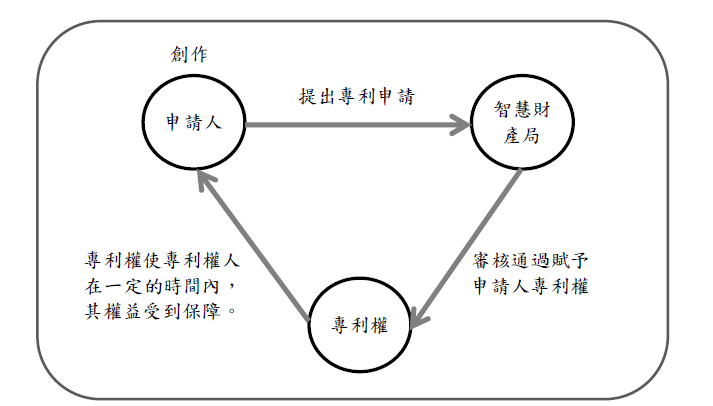 創作
申請人
提出專利申請
智慧財
產局
審核通過賦予
申請人專利權
專利權
專利權使專利權人
在一定的時間內，
其權益受到保障。